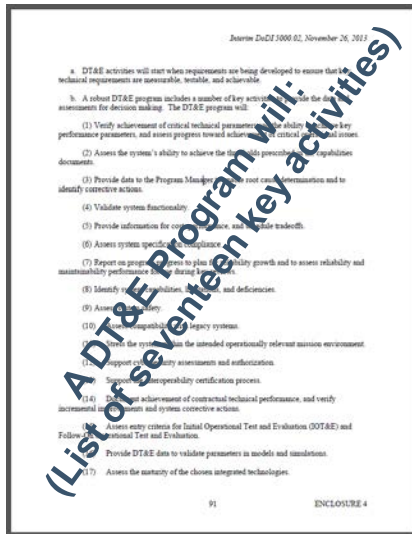 Interim DoDI 5000.02, November 26, 2013
a. DT&E activities will start when requirements are being developed to ensure that key
technical requirements are measurable, testable, and achievable.
b. A robust DT&E program includes a number of key activities to provide the data and
assessments for decision making. The DT&E program will:
(1) Verify achievement of critical technical parameters and the ability to achieve key
performance parameters, and assess progress toward achievement of critical operational issues.
(2) Assess the system's ability to achieve the thresholds prescribed in the capabilities
documents.
(3) Provide data to the Program Manager to enable root cause determination and to
identify corrective actions.
(4) Validate system functionality.
(5) Provide information for cost, performance, and schedule tradeoffs.
(6) Assess system specification compliance.
(7) Report on program progress to plan for reliability growth and to assess reliability and
maintainability performance for use during key reviews.
(8) Identify system capabilities, limitations, and deficiencies.
(9) Assess system safety.
(10) Assess compatibility with legacy systems.
(11) Stress the system within the intended operationally relevant mission environment.
(12) Support cybersecurity assessments and authorization.
(13) Support the interoperability certification process.
(14) Document achievement of contractual technical performance, and verify
incremental improvements and system corrective actions.
(15) Assess entry criteria for Initial Operational Test and Evaluation (IOT&E) and
Follow-On Operational Test and Evaluation.
(16) Provide DT&E data to validate parameters in models and simulations.
(17) Assess the maturity of the chosen integrated technologies.
91 ENCLOSURE 4
A DT&E Program will:
(List of seventeen key activities)